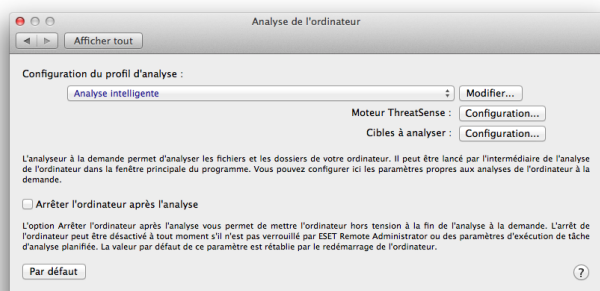 Analyse de l'ordinateur
Afficher tout
Configuration du profil d'analyse :
Analyse intelligente
Modifier...
Moteur ThreatSense :
Configuration...
Cibles à analyser :
Configuration...
L'analyseur à la demande permet d'analyser les fichiers et les dossiers de votre ordinateur. Il peut être lancé par l'intermédiaire de l'analyse
de l'ordinateur dans la fenêtre principale du programme. Vous pouvez configurer ici les paramètres propres aux analyses de l'ordinateur à la
demande.
Arrêter l'ordinateur après l'analyse
L'option Arrêter l'ordinateur après l'analyse vous permet de mettre l'ordinateur hors tension à la fin de l'analyse à la demande. L'arrêt de
l'ordinateur peut être désactivé à tout moment s'il n'est pas verrouillé par ESET Remote Administrator ou des paramètres d'exécution de tâche
d'analyse planifiée. La valeur par défaut de ce paramètre est rétablie par le redémarrage de l'ordinateur.
Par défaut
?